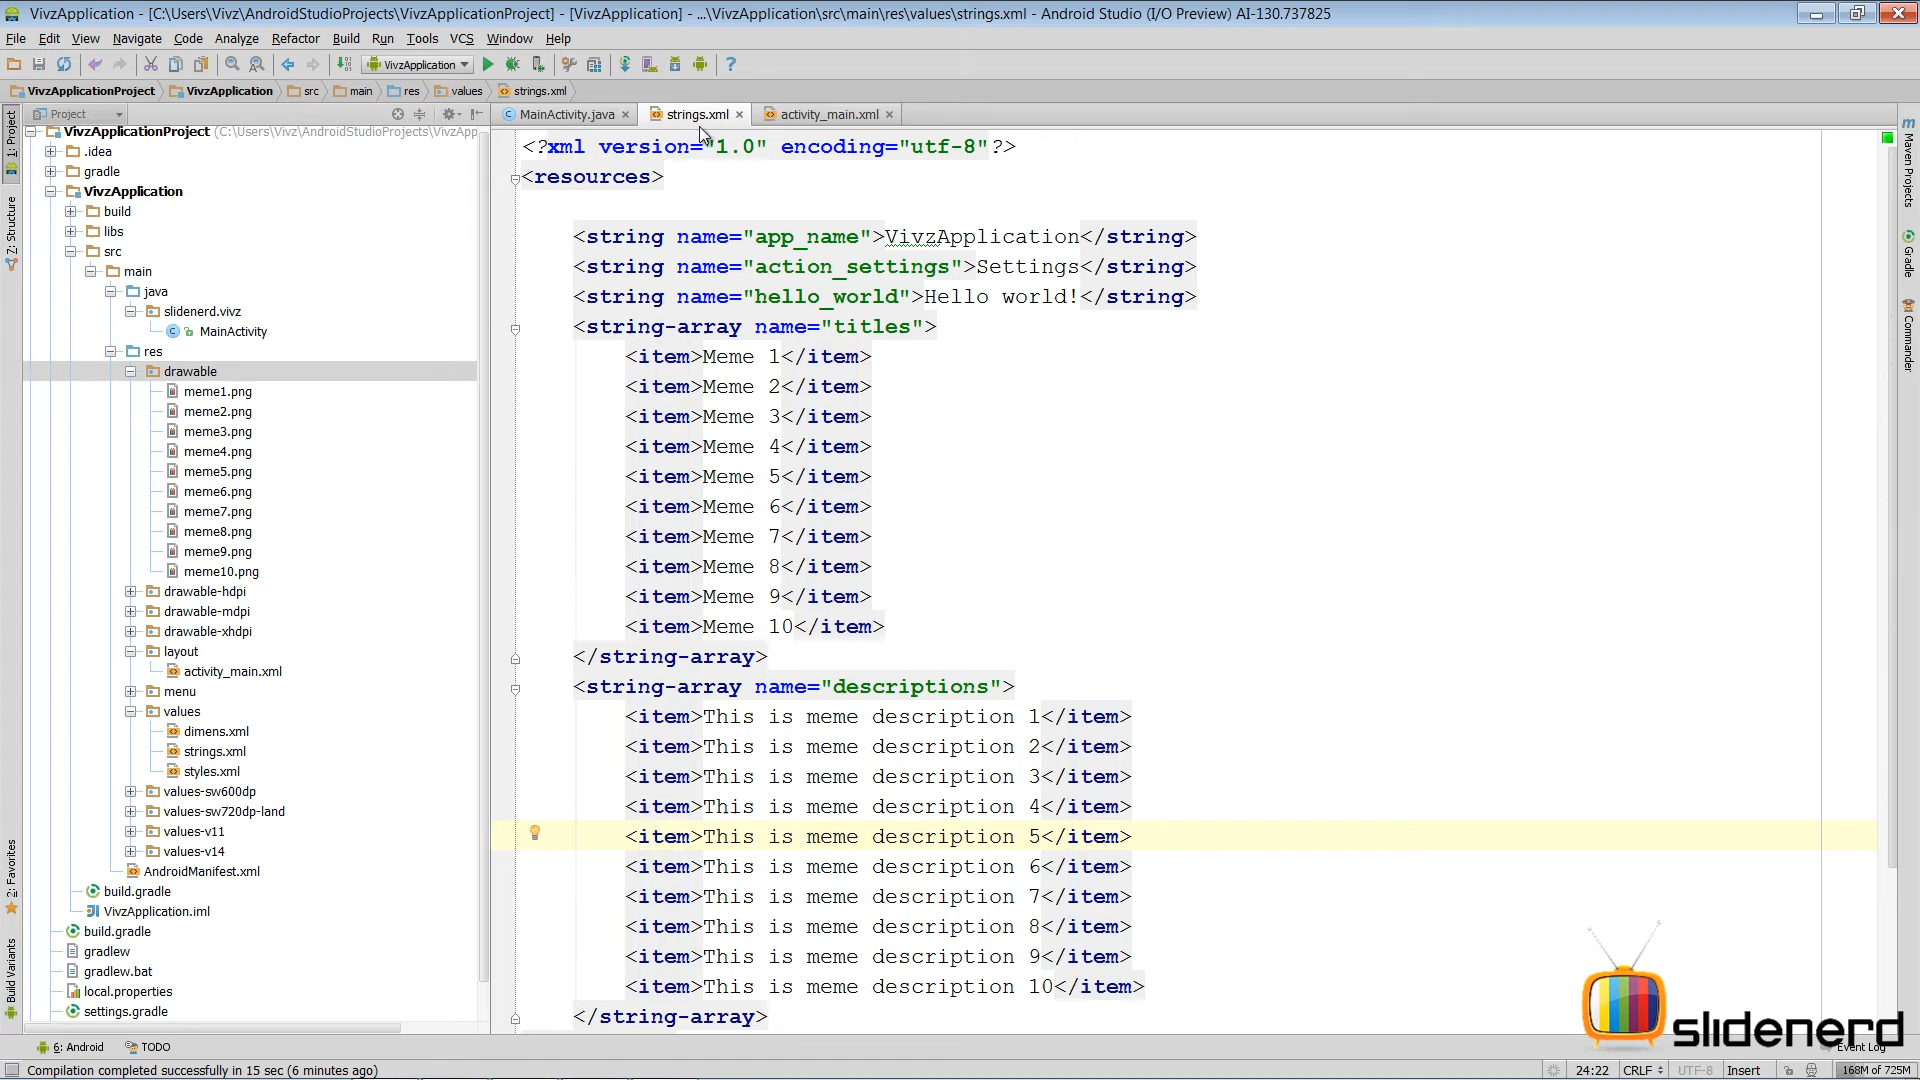 VivzApplication - [C:\Users\Vivz\AndroidStudioProjects\VivzApplicationProject] - [VivzApplication] - ...\VivzApplication\src\main\res\values\strings.xml - Android Studio (I/O Preview) AI-130.737825
File Edit View Navigate Code Analyze Refactor Build Run Tools VCS Window Help
VivzApplication
VivzApplicationProject VivzApplication src main res values strings.xml
Project
MainActivity.java strings.xml activity_main.xml
1: Project
7: Structure
2: Favorites
Build Variants
VivzApplicationProject (C:\Users\Vivz\AndroidStudioProjects\VivzApp
.idea
gradle
VivzApplication
build
libs
src
main
java
slidenerd.vivz
MainActivity
res
drawable
meme1.png
meme2.png
meme3.png
meme4.png
meme5.png
meme6.png
meme7.png
meme8.png
meme9.png
meme10.png
drawable-hdpi
drawable-mdpi
drawable-xhdpi
layout
activity_main.xml
menu
values
dimens.xml
strings.xml
styles.xml
values-sw600dp
values-sw720dp-land
values-v11
values-v14
AndroidManifest.xml
build.gradle
VivzApplication.iml
build.gradle
gradlew
gradlew.bat
local.properties
settings.gradle
<?xml version="1.0" encoding="utf-8"?>
<resources>
<string name="app_name">VivzApplication</string>
<string name="action_settings">Settings</string>
<string name="hello_world">Hello world!</string>
<string-array name="titles">
<item>Meme 1</item>
<item>Meme 2</item>
<item>Meme 3</item>
<item>Meme 4</item>
<item>Meme 5</item>
<item>Meme 6</item>
<item>Meme 7</item>
<item>Meme 8</item>
<item>Meme 9</item>
<item>Meme 10</item>
</string-array>
<string-array name="descriptions">
<item>This is meme description 1</item>
<item>This is meme description 2</item>
<item>This is meme description 3</item>
<item>This is meme description 4</item>
<item>This is meme description 5</item>
<item>This is meme description 6</item>
<item>This is meme description 7</item>
<item>This is meme description 8</item>
<item>This is meme description 9</item>
<item>This is meme description 10</item>
</string-array>
Maven Projects
Gradle
Commander
slidenerd
6: Android TODO
Event Log
Compilation completed successfully in 15 sec (6 minutes ago)
24:22 CRLF UTF-8 Insert 168M of 725M